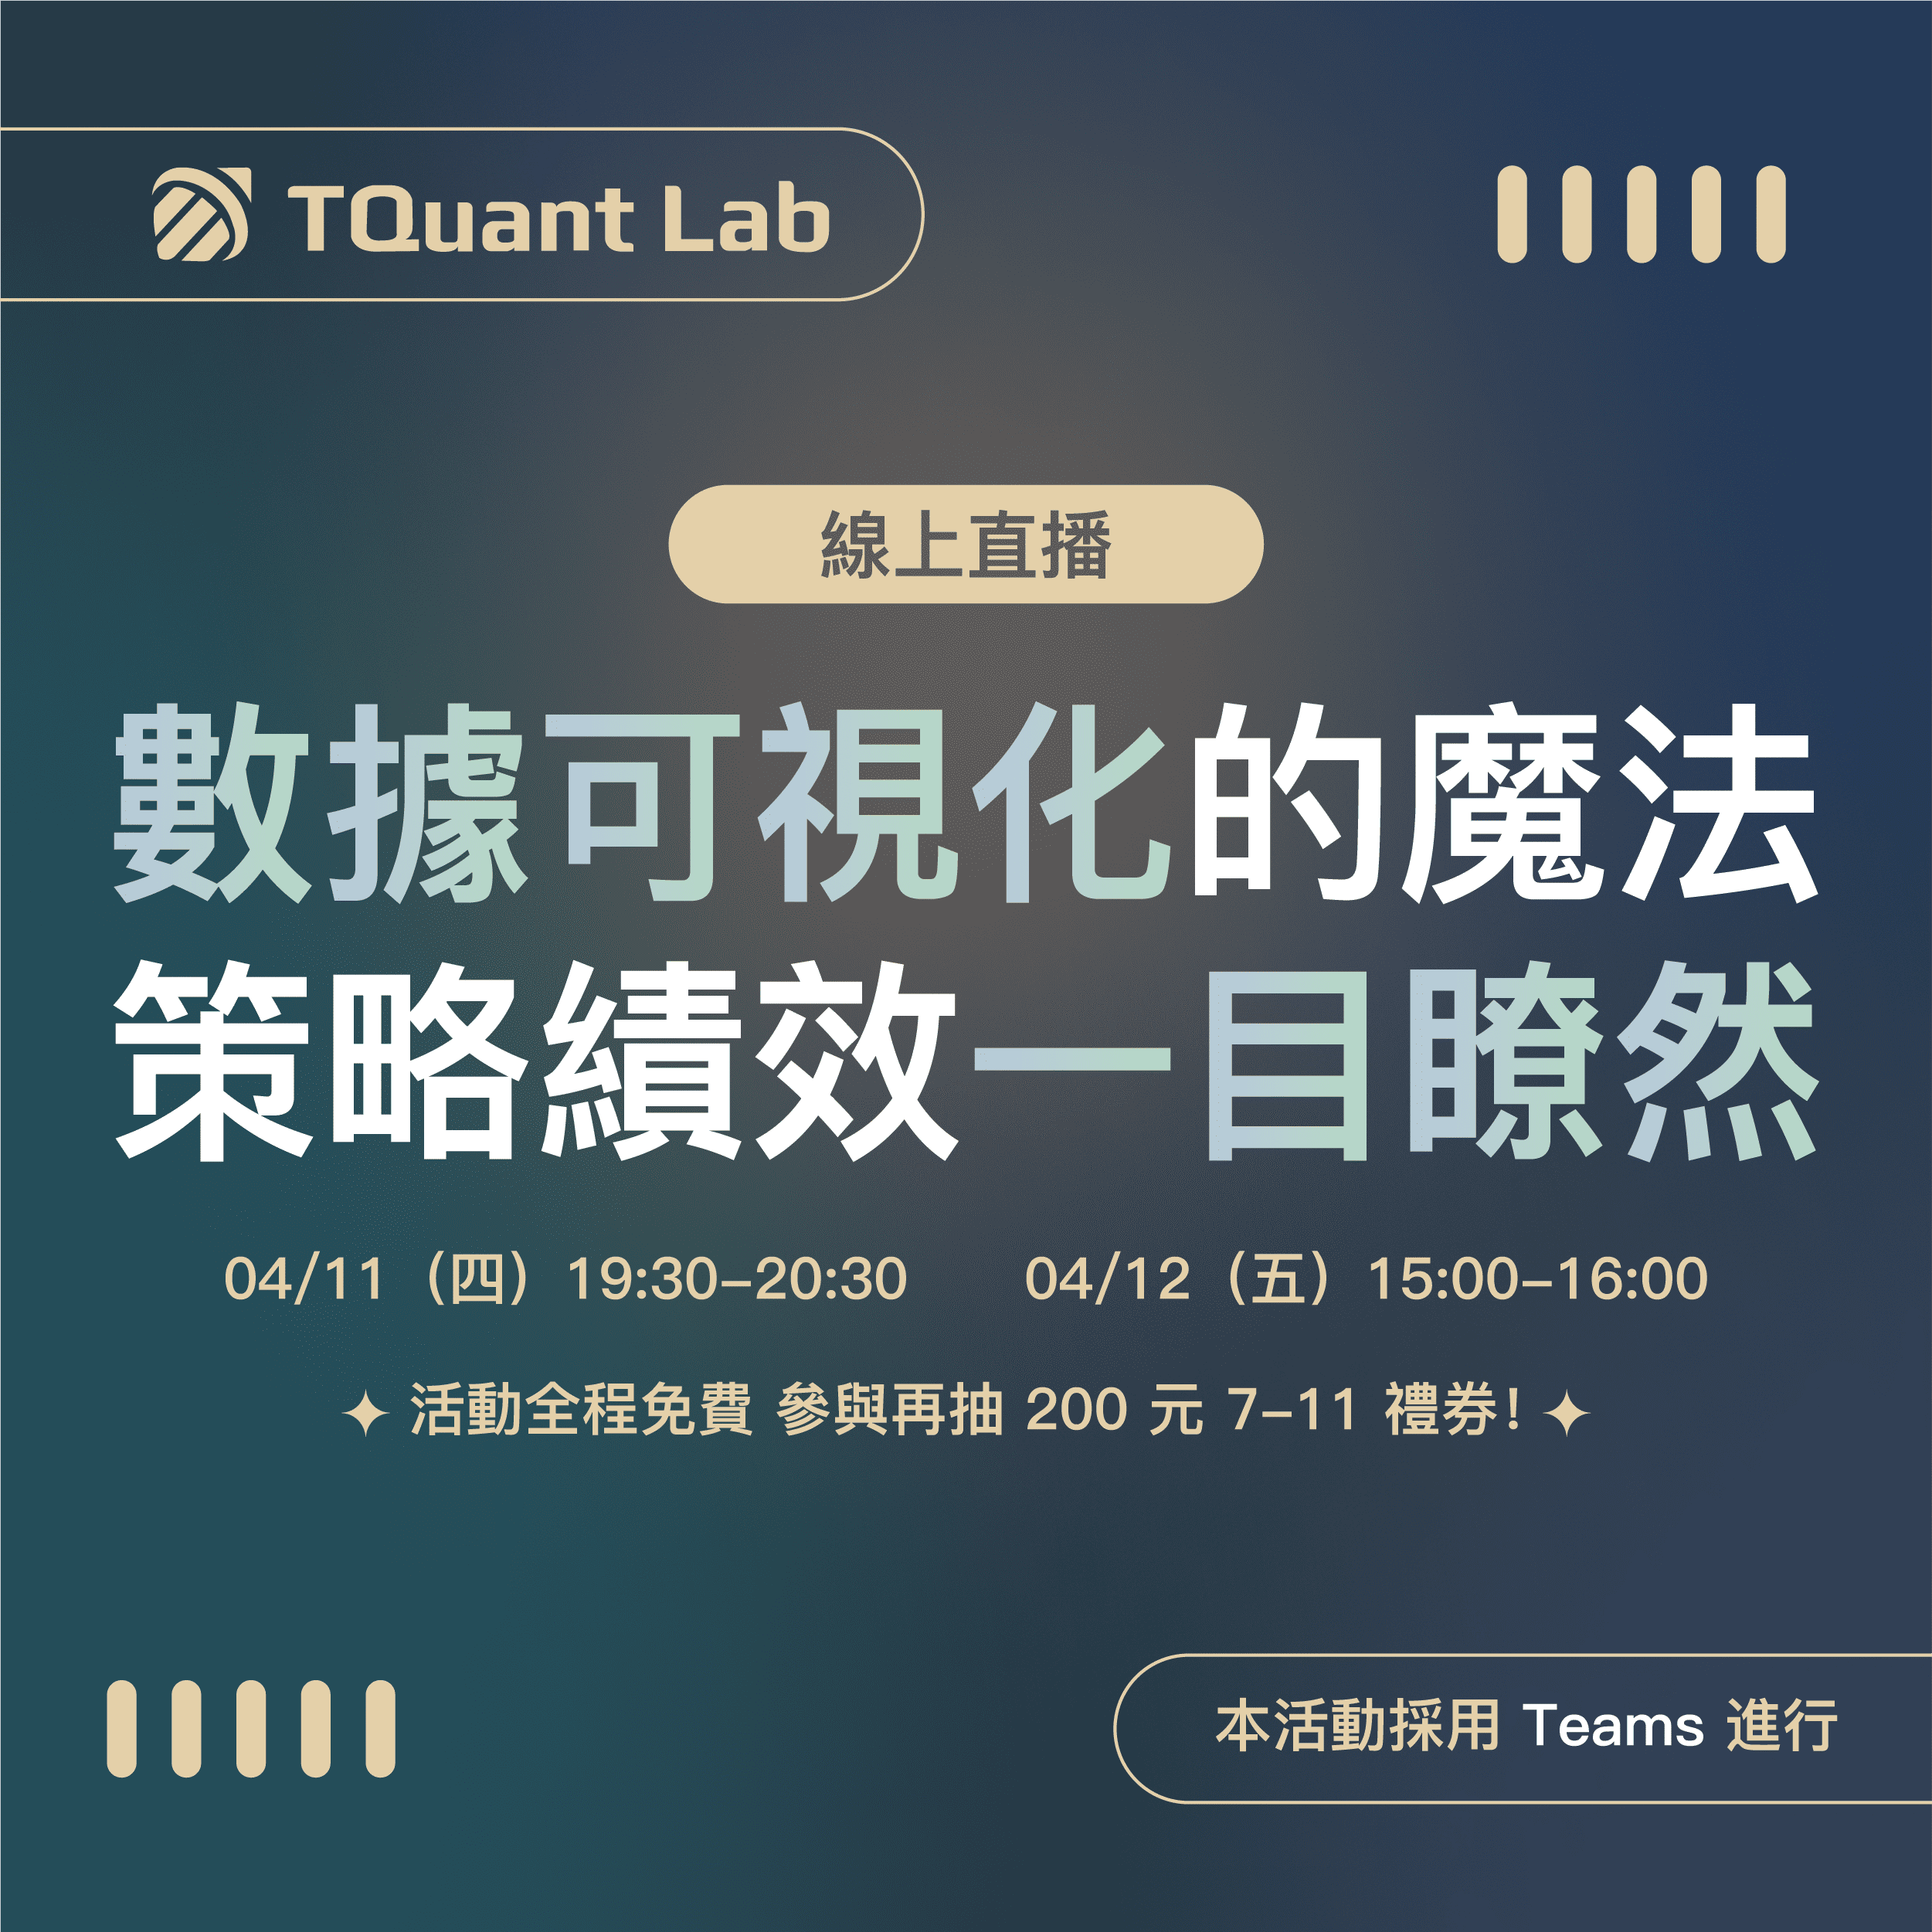 TQuant Lab
線上直播
數據可視化的魔法
策略績效一目瞭然
04/11（四）19:30–20:30 04/12（五）15:00–16:00
活動全程免費 參與再抽 200 元 7–11 禮券!
本活動採用 Teams 進行